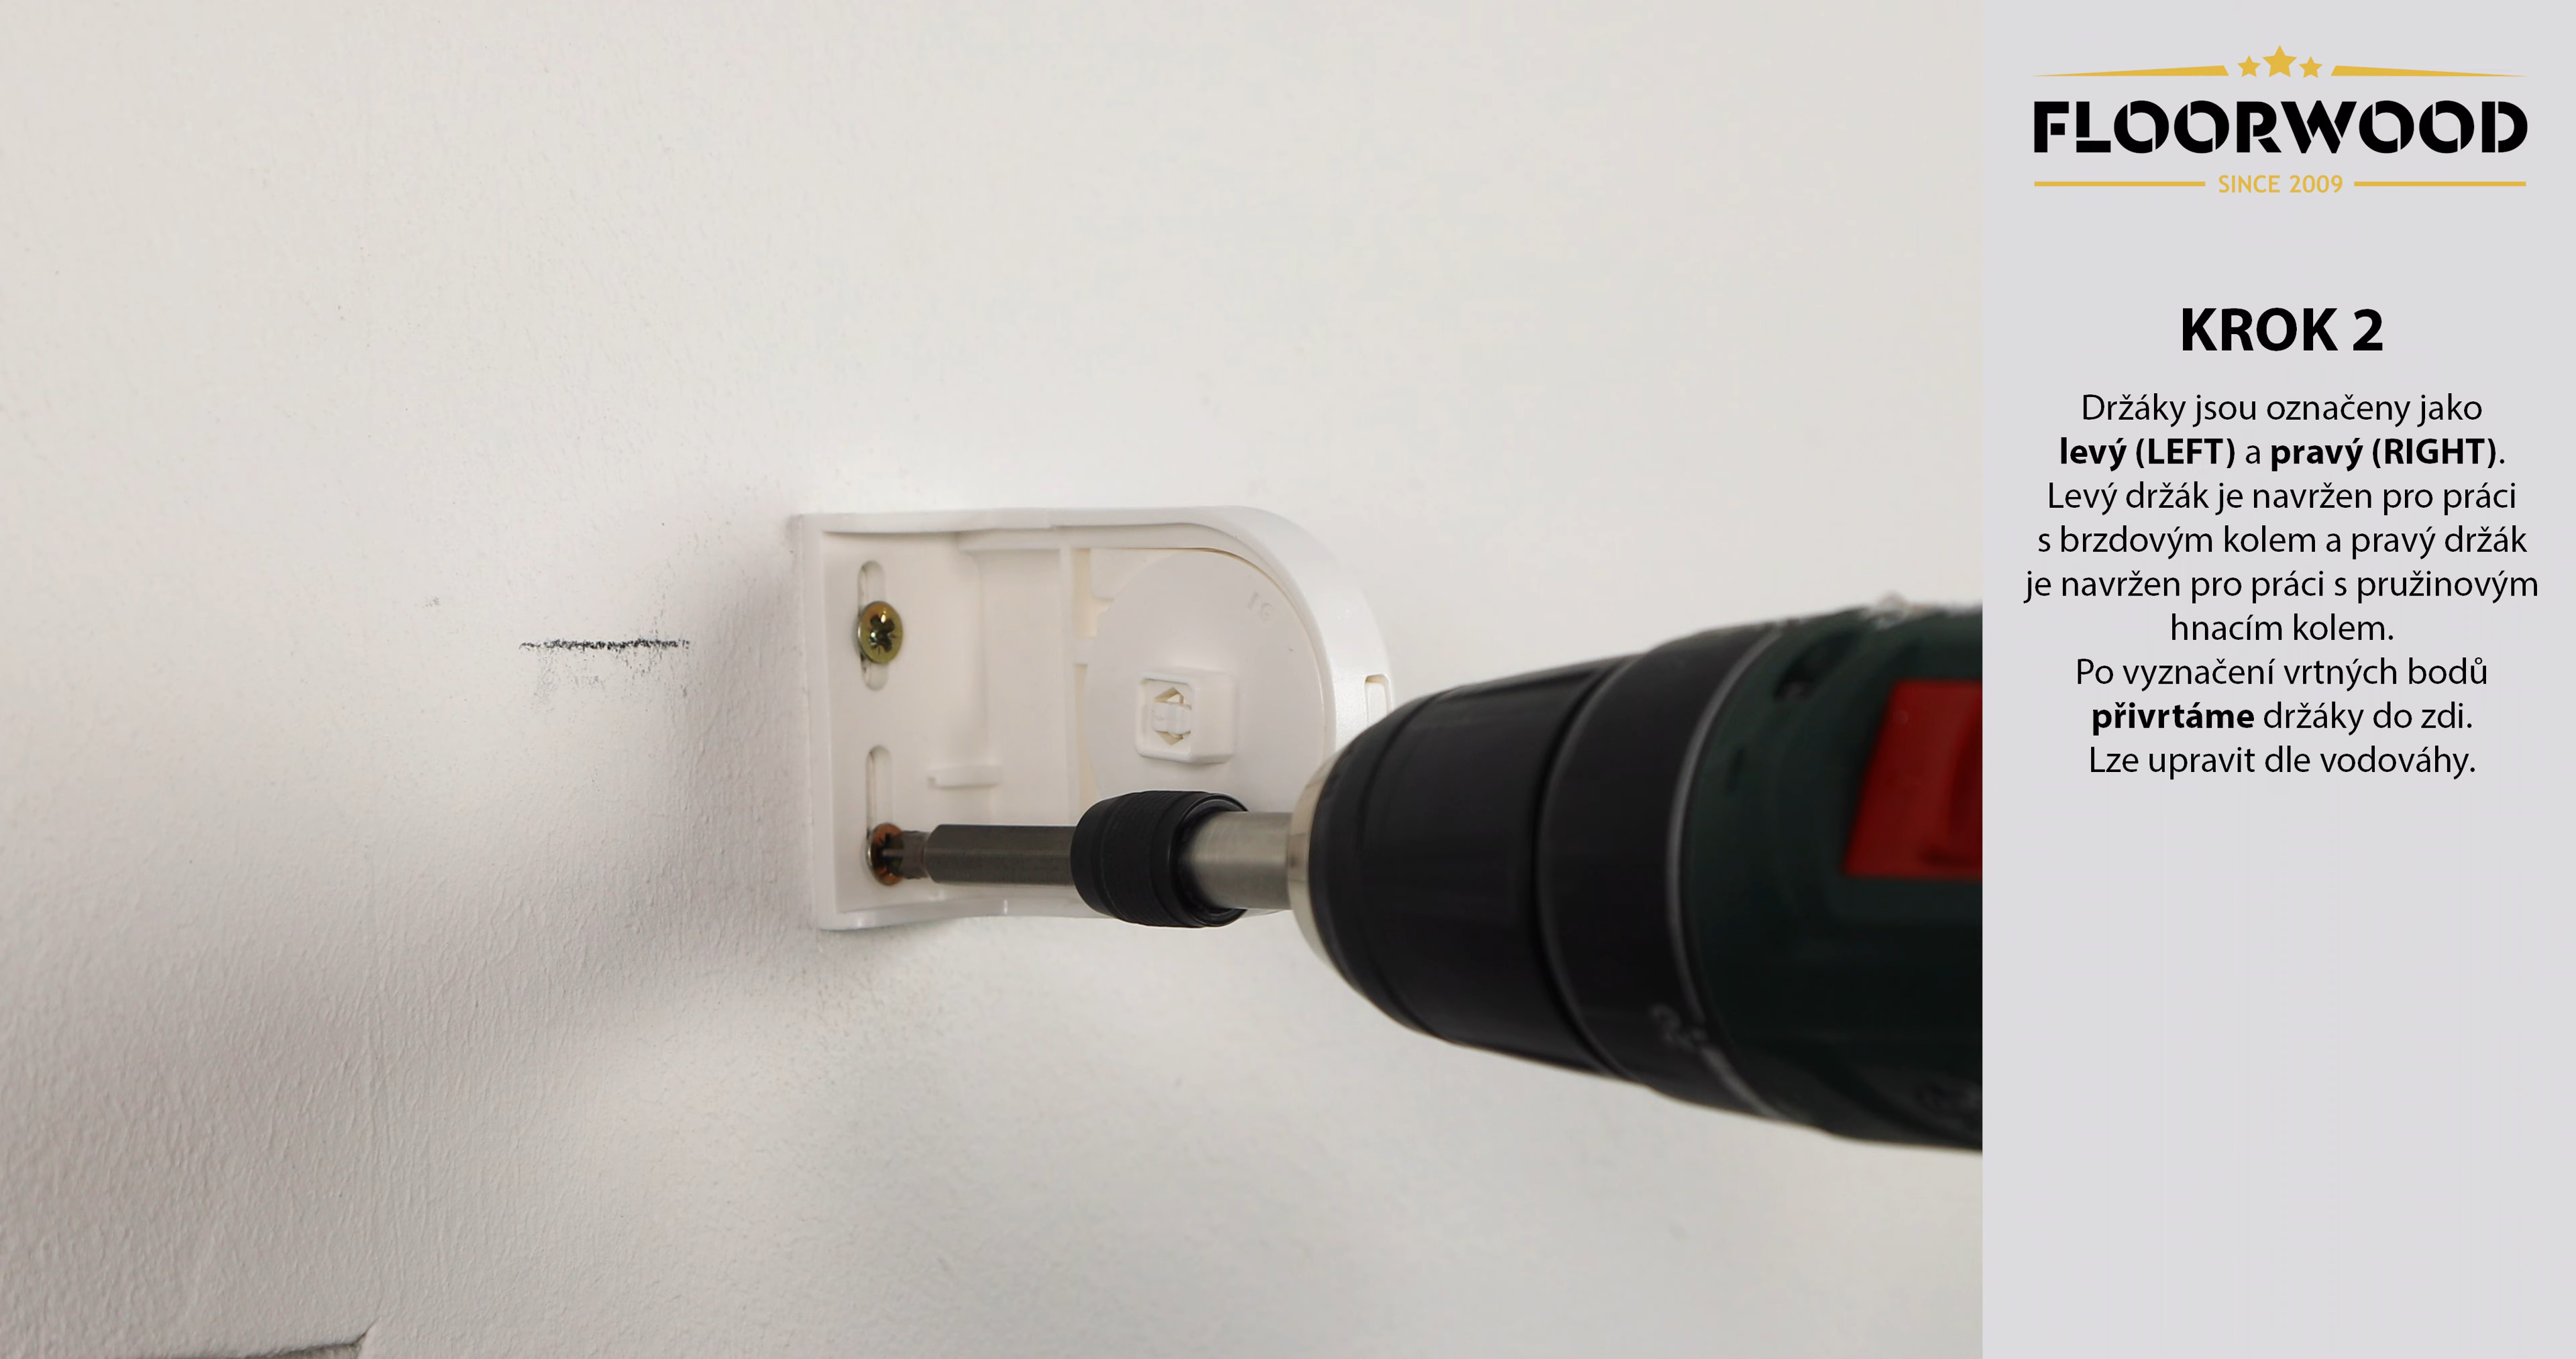 FLOORWOOD
SINCE 2009
KROK 2
Držáky jsou označeny jako
levý (LEFT) a pravý (RIGHT).
Levý držák je navržen pro práci
s brzdovým kolem a pravý držák
je navržen pro práci s pružinovým
hnacím kolem.
Po vyznačení vrtných bodů
přivrtáme držáky do zdi.
Lze upravit dle vodováhy.